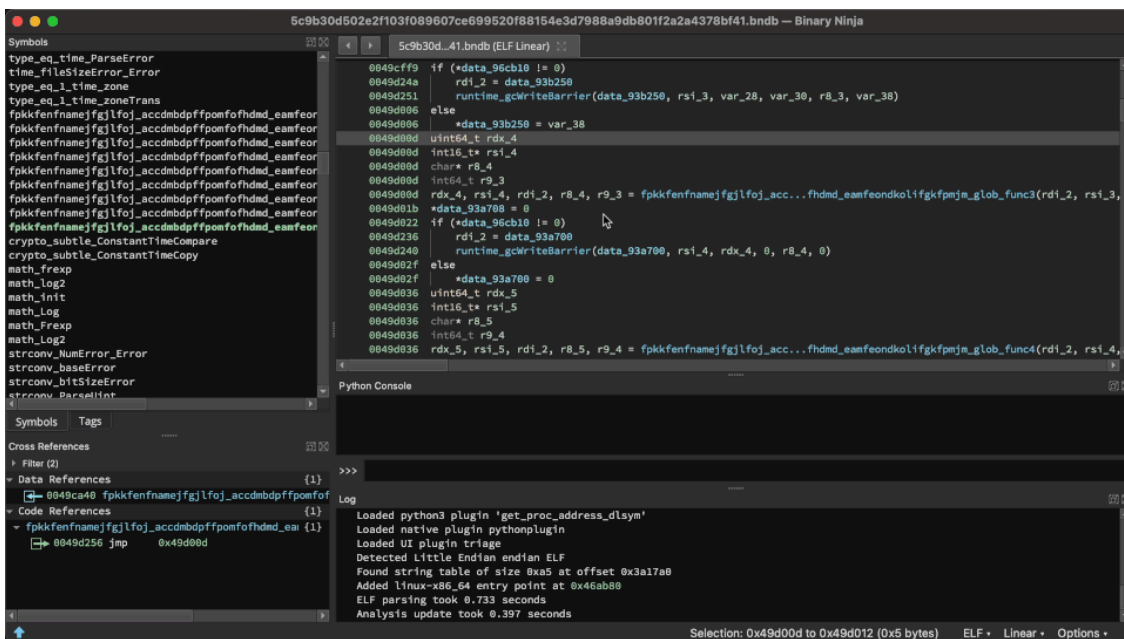 5c9b30d502e2f103f089607ce699520f88154e3d7988a9db801f2a2a4378bf41.bndb — Binary Ninja
Symbols
type_eq_time_ParseError
time_fileSizeError_Error
type_eq_1_time_zone
type_eq_1_time_zoneTrans
fpkkfenfnamejfgjlfoj_accdmbdpffpomfofhdmd_eamfeor
fpkkfenfnamejfgjlfoj_accdmbdpffpomfofhdmd_eamfeor
fpkkfenfnamejfgjlfoj_accdmbdpffpomfofhdmd_eamfeor
fpkkfenfnamejfgjlfoj_accdmbdpffpomfofhdmd_eamfeor
fpkkfenfnamejfgjlfoj_accdmbdpffpomfofhdmd_eamfeor
fpkkfenfnamejfgjlfoj_accdmbdpffpomfofhdmd_eamfeor
fpkkfenfnamejfgjlfoj_accdmbdpffpomfofhdmd_eamfeor
fpkkfenfnamejfgjlfoj_accdmbdpffpomfofhdmd_eamfeor
fpkkfenfnamejfgjlfoj_accdmbdpffpomfofhdmd_eamfeon
crypto_subtle_ConstantTimeCompare
crypto_subtle_ConstantTimeCopy
math_frexp
math_log2
math_init
math_Log
math_Frexp
math_Log2
strconv_NumError_Error
strconv_baseError
strconv_bitSizeError
strconv_ParseUint
Symbols Tags
Cross References
Filter (2)
Data References {1}
0049ca40 fpkkfenfnamejfgjlfoj_accdmbdpffpomfof
Code References {1}
fpkkfenfnamejfgjlfoj_accdmbdpffpomfofhdmd_eai {1}
0049d256 jmp 0x49d00d
5c9b30d...41.bndb (ELF Linear)
0049cff9 if (*data_96cb10 != 0)
0049d24a rdi_2 = data_93b250
0049d251 runtime_gcWriteBarrier(data_93b250, rsi_3, var_28, var_30, r8_3, var_38)
0049d006 else
0049d006 *data_93b250 = var_38
0049d00d uint64_t rdx_4
0049d00d int16_t* rsi_4
0049d00d char* r8_4
0049d00d int64_t r9_3
0049d00d rdx_4, rsi_4, rdi_2, r8_4, r9_3 = fpkkfenfnamejfgjlfoj_acc...fhdmd_eamfeondkolifgkfpmjm_glob_func3(rdi_2, rsi_3,
0049d01b *data_93a708 = 0
0049d022 if (*data_96cb10 != 0)
0049d236 rdi_2 = data_93a700
0049d240 runtime_gcWriteBarrier(data_93a700, rsi_4, rdx_4, 0, r8_4, 0)
0049d02f else
0049d02f *data_93a700 = 0
0049d036 uint64_t rdx_5
0049d036 int16_t* rsi_5
0049d036 char* r8_5
0049d036 int64_t r9_4
0049d036 rdx_5, rsi_5, rdi_2, r8_5, r9_4 = fpkkfenfnamejfgjlfoj_acc...fhdmd_eamfeondkolifgkfpmjm_glob_func4(rdi_2, rsi_4,
Python Console
>>>
Log
Loaded python3 plugin 'get_proc_address_dlsym'
Loaded native plugin pythonplugin
Loaded UI plugin triage
Detected Little Endian endian ELF
Found string table of size 0xa5 at offset 0x3a17a0
Added linux-x86_64 entry point at 0x46ab80
ELF parsing took 0.733 seconds
Analysis update took 0.397 seconds
Selection: 0x49d00d to 0x49d012 (0x5 bytes) ELF Linear Options